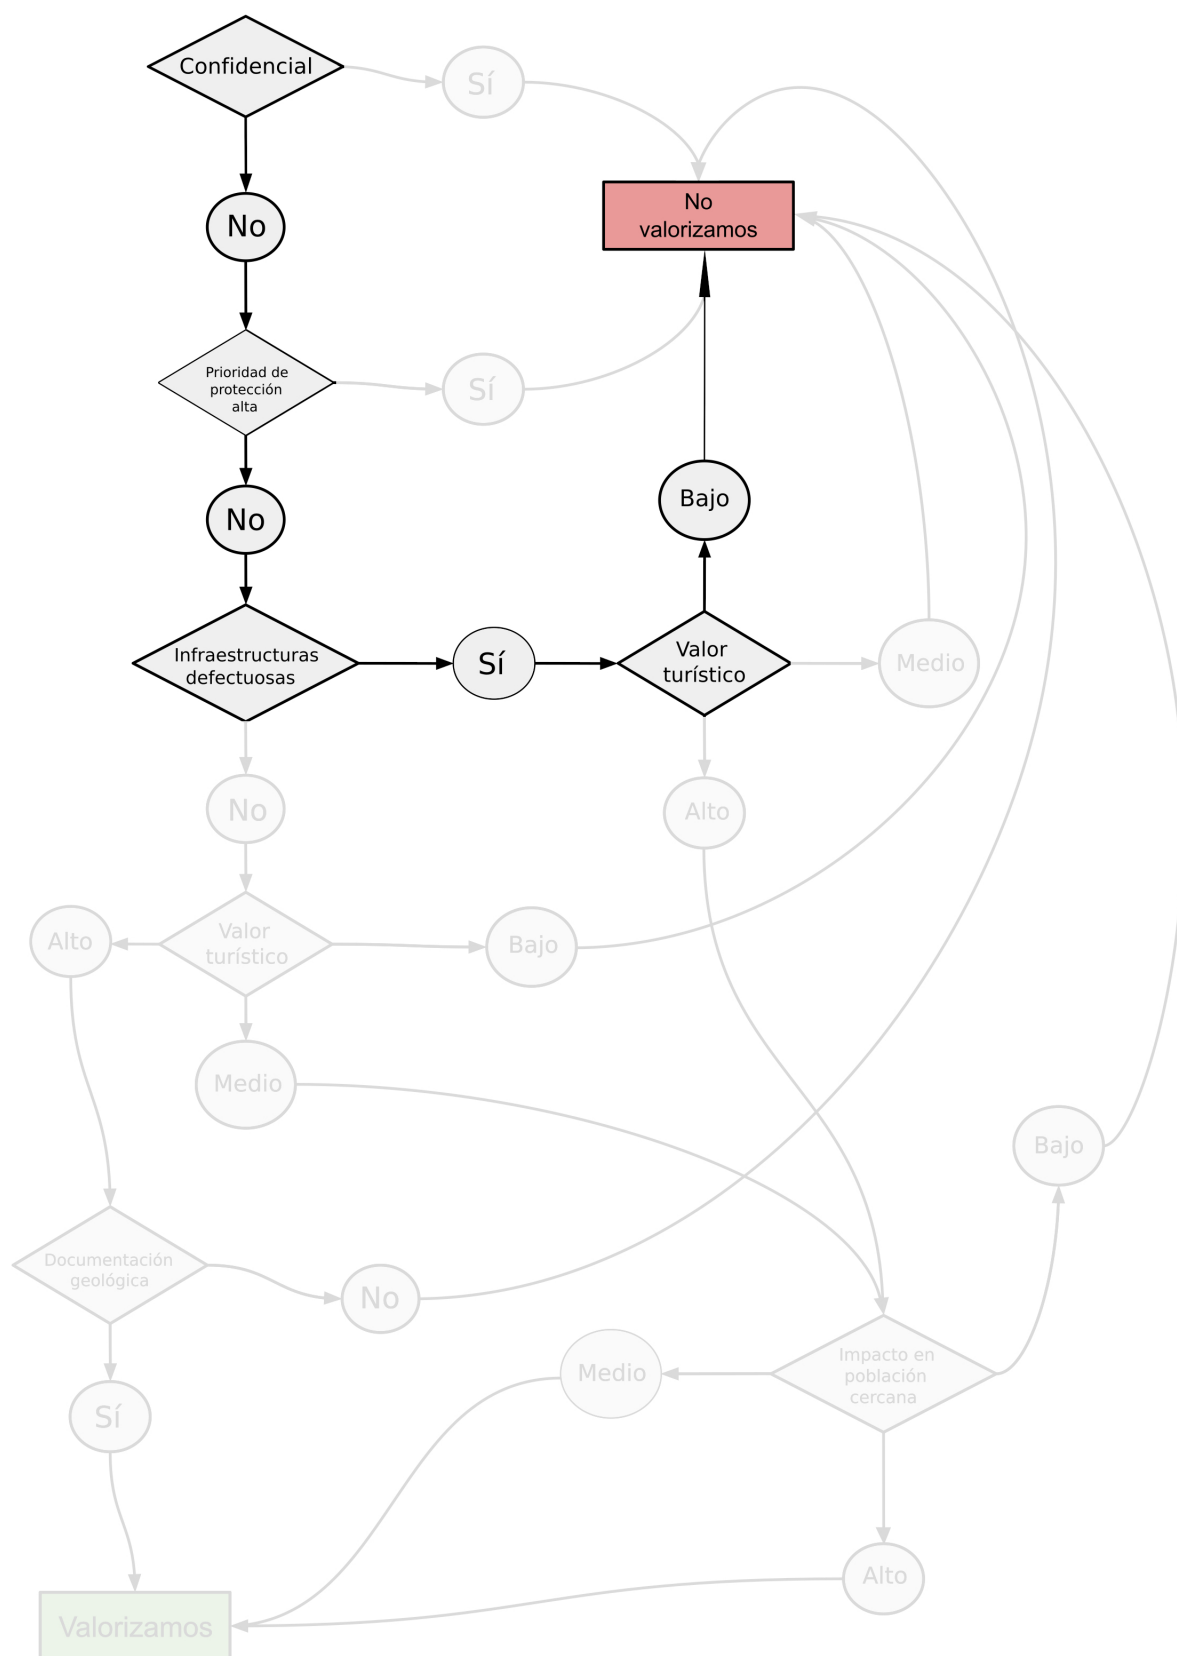 Confidencial
Sí
No
valorizamos
No
Prioridad de
protección
alta
Sí
Bajo
No
Infraestructuras
defectuosas
Sí
Valor
turístico
Medio
No
Alto
Alto
Valor
turístico
Bajo
Medio
Bajo
Documentación
geológica
No
Impacto en
población
cercana
Medio
Sí
Alto
Valorizamos